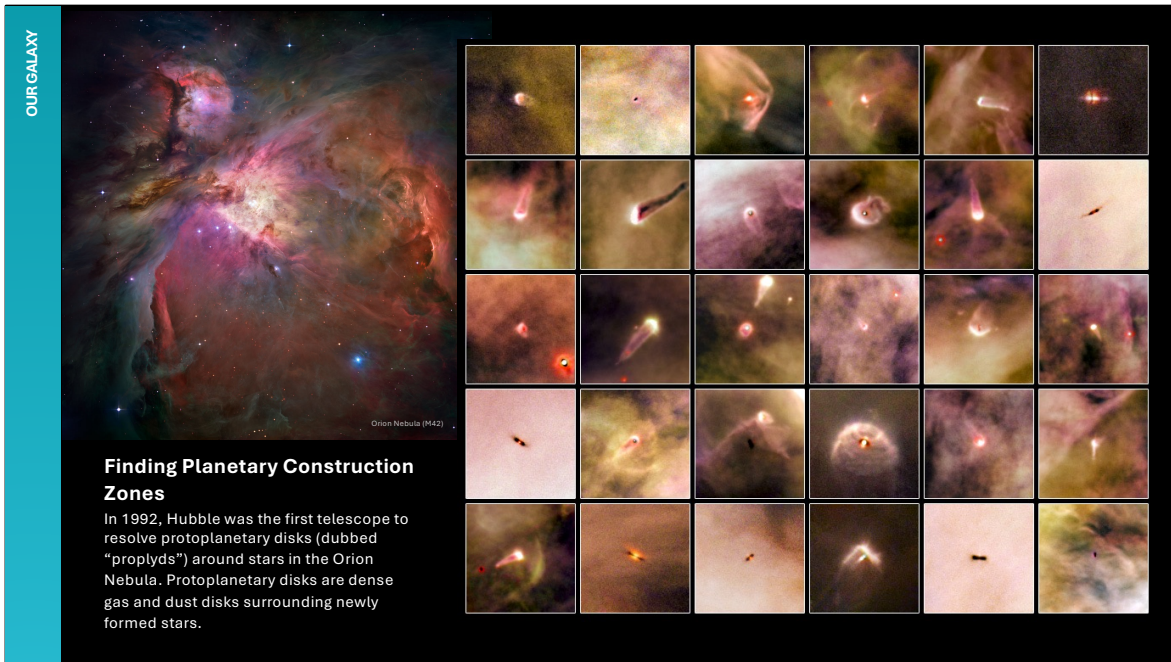 OUR GALAXY
Orion Nebula (M42)
Finding Planetary Construction
Zones
In 1992, Hubble was the first telescope to
resolve protoplanetary disks (dubbed
“proplyds”) around stars in the Orion
Nebula. Protoplanetary disks are dense
gas and dust disks surrounding newly
formed stars.